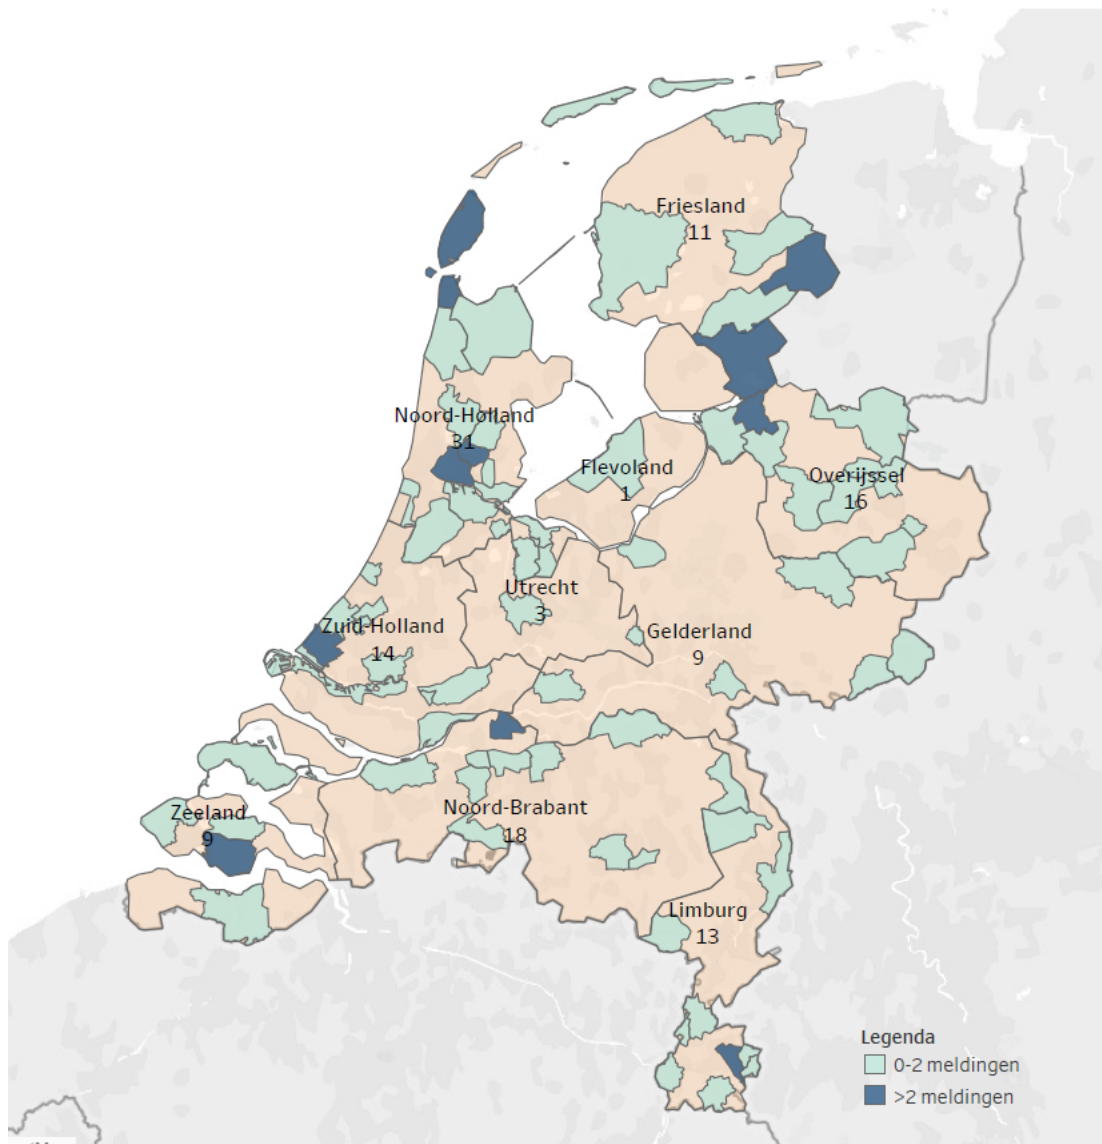 Friesland
11
Noord-Holland
31
Flevoland
1
Overijssel
16
Utrecht
3
Zuid-Holland
14
Gelderland
9
Zeeland
9
Noord-Brabant
18
Limburg
13
Legenda
0-2 meldingen
>2 meldingen